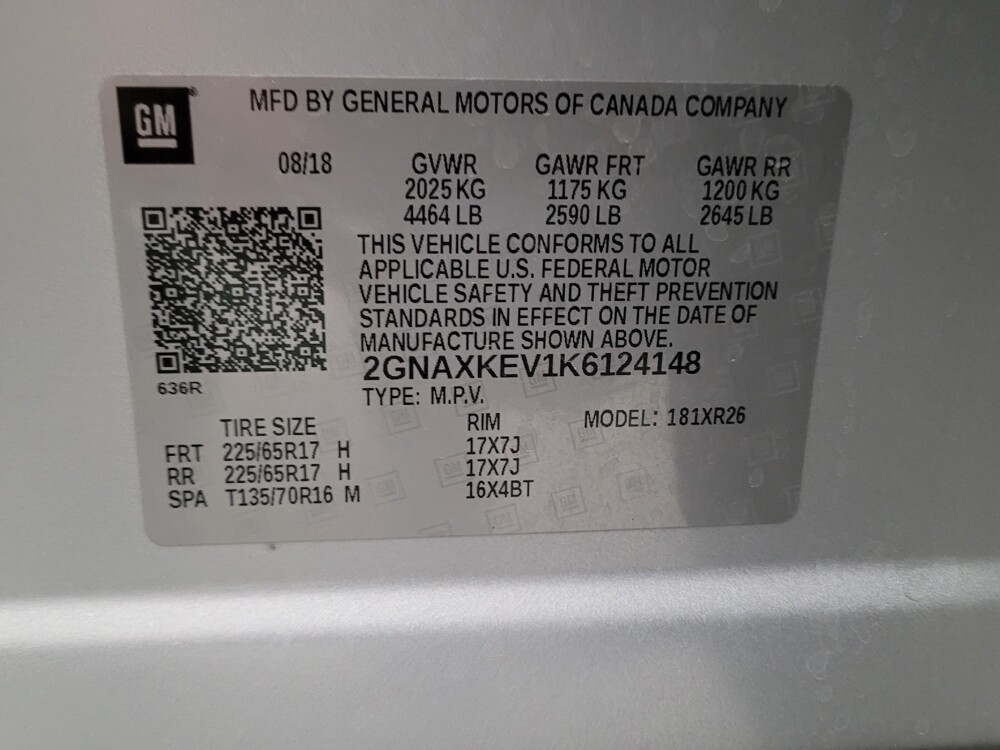 GM
MFD BY GENERAL MOTORS OF CANADA COMPANY
08/18 GVWR GAWR FRT GAWR RR
2025 KG 1175 KG 1200 KG
4464 LB 2590 LB 2645 LB
THIS VEHICLE CONFORMS TO ALL
APPLICABLE U.S. FEDERAL MOTOR
VEHICLE SAFETY AND THEFT PREVENTION
STANDARDS IN EFFECT ON THE DATE OF
MANUFACTURE SHOWN ABOVE.
2GNAXKEV1K6124148
636R
TYPE: M.P.V.
TIRE SIZE RIM MODEL: 181XR26
FRT 225/65R17 H 17X7J
RR 225/65R17 H 17X7J
SPA T135/70R16 M 16X4BT